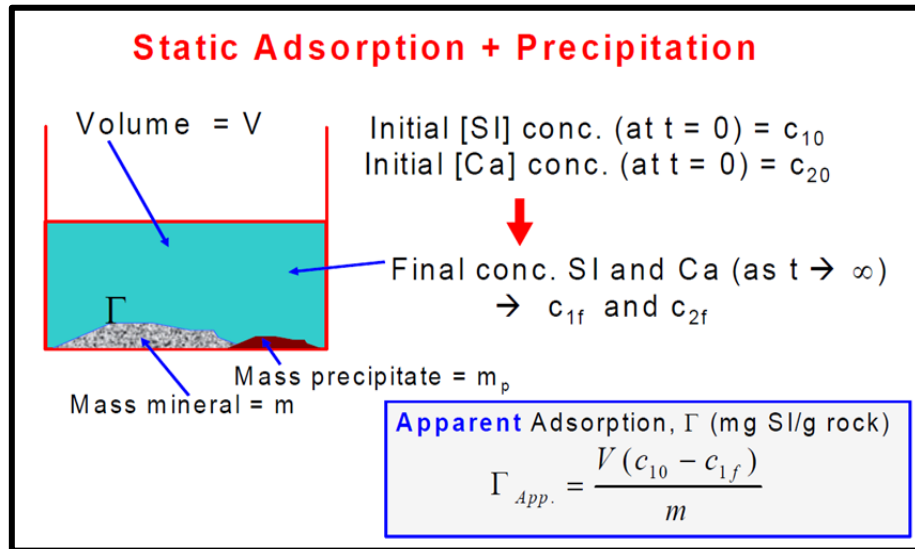 Static Adsorption + Precipitation
Volume = V
Initial [SI] conc. (at t = 0) = c₁₀
Initial [Ca] conc. (at t = 0) = c₂₀
Final conc. SI and Ca (as t → ∞)
→ c₁f and c₂f
Γ
Mass precipitate = mₚ
Mass mineral = m
Apparent Adsorption, Γ (mg SI/g rock)
Γ App. = V (c₁₀ − c₁f) / m